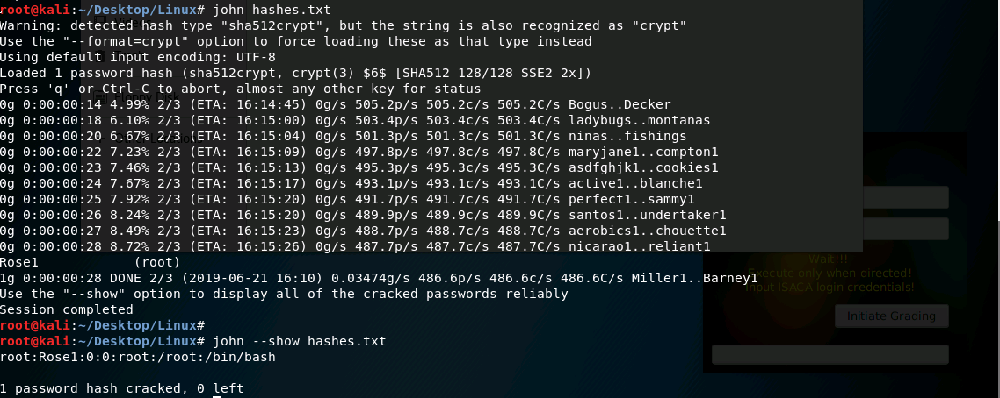 root@kali:~/Desktop/Linux# john hashes.txt
Warning: detected hash type "sha512crypt", but the string is also recognized as "crypt"
Use the "--format=crypt" option to force loading these as that type instead
Using default input encoding: UTF-8
Loaded 1 password hash (sha512crypt, crypt(3) $6$ [SHA512 128/128 SSE2 2x])
Press 'q' or Ctrl-C to abort, almost any other key for status
0g 0:00:00:14 4.99% 2/3 (ETA: 16:14:45) 0g/s 505.2p/s 505.2c/s 505.2C/s Bogus..Decker
0g 0:00:00:18 6.10% 2/3 (ETA: 16:15:00) 0g/s 503.4p/s 503.4c/s 503.4C/s ladybugs..montanas
0g 0:00:00:20 6.67% 2/3 (ETA: 16:15:04) 0g/s 501.3p/s 501.3c/s 501.3C/s ninas..fishings
0g 0:00:00:22 7.23% 2/3 (ETA: 16:15:09) 0g/s 497.8p/s 497.8c/s 497.8C/s maryjane1..compton1
0g 0:00:00:23 7.46% 2/3 (ETA: 16:15:13) 0g/s 495.3p/s 495.3c/s 495.3C/s asdfghjk1..cookies1
0g 0:00:00:24 7.67% 2/3 (ETA: 16:15:17) 0g/s 493.1p/s 493.1c/s 493.1C/s active1..blanche1
0g 0:00:00:25 7.92% 2/3 (ETA: 16:15:20) 0g/s 491.7p/s 491.7c/s 491.7C/s perfect1..sammy1
0g 0:00:00:26 8.24% 2/3 (ETA: 16:15:20) 0g/s 489.9p/s 489.9c/s 489.9C/s santos1..undertaker1
0g 0:00:00:27 8.49% 2/3 (ETA: 16:15:23) 0g/s 488.7p/s 488.7c/s 488.7C/s aerobics1..chouette1
0g 0:00:00:28 8.72% 2/3 (ETA: 16:15:26) 0g/s 487.7p/s 487.7c/s 487.7C/s nicarao1..reliant1
Rose1            (root)
1g 0:00:00:28 DONE 2/3 (2019-06-21 16:10) 0.03474g/s 486.6p/s 486.6c/s 486.6C/s Miller1..Barney1
Use the "--show" option to display all of the cracked passwords reliably
Session completed
root@kali:~/Desktop/Linux#
root@kali:~/Desktop/Linux# john --show hashes.txt
root:Rose1:0:0:root:/root:/bin/bash
1 password hash cracked, 0 left
Floppy Disk
Wait!!!
Execute only when directed!
Input ISACA login credentials!
Initiate Grading